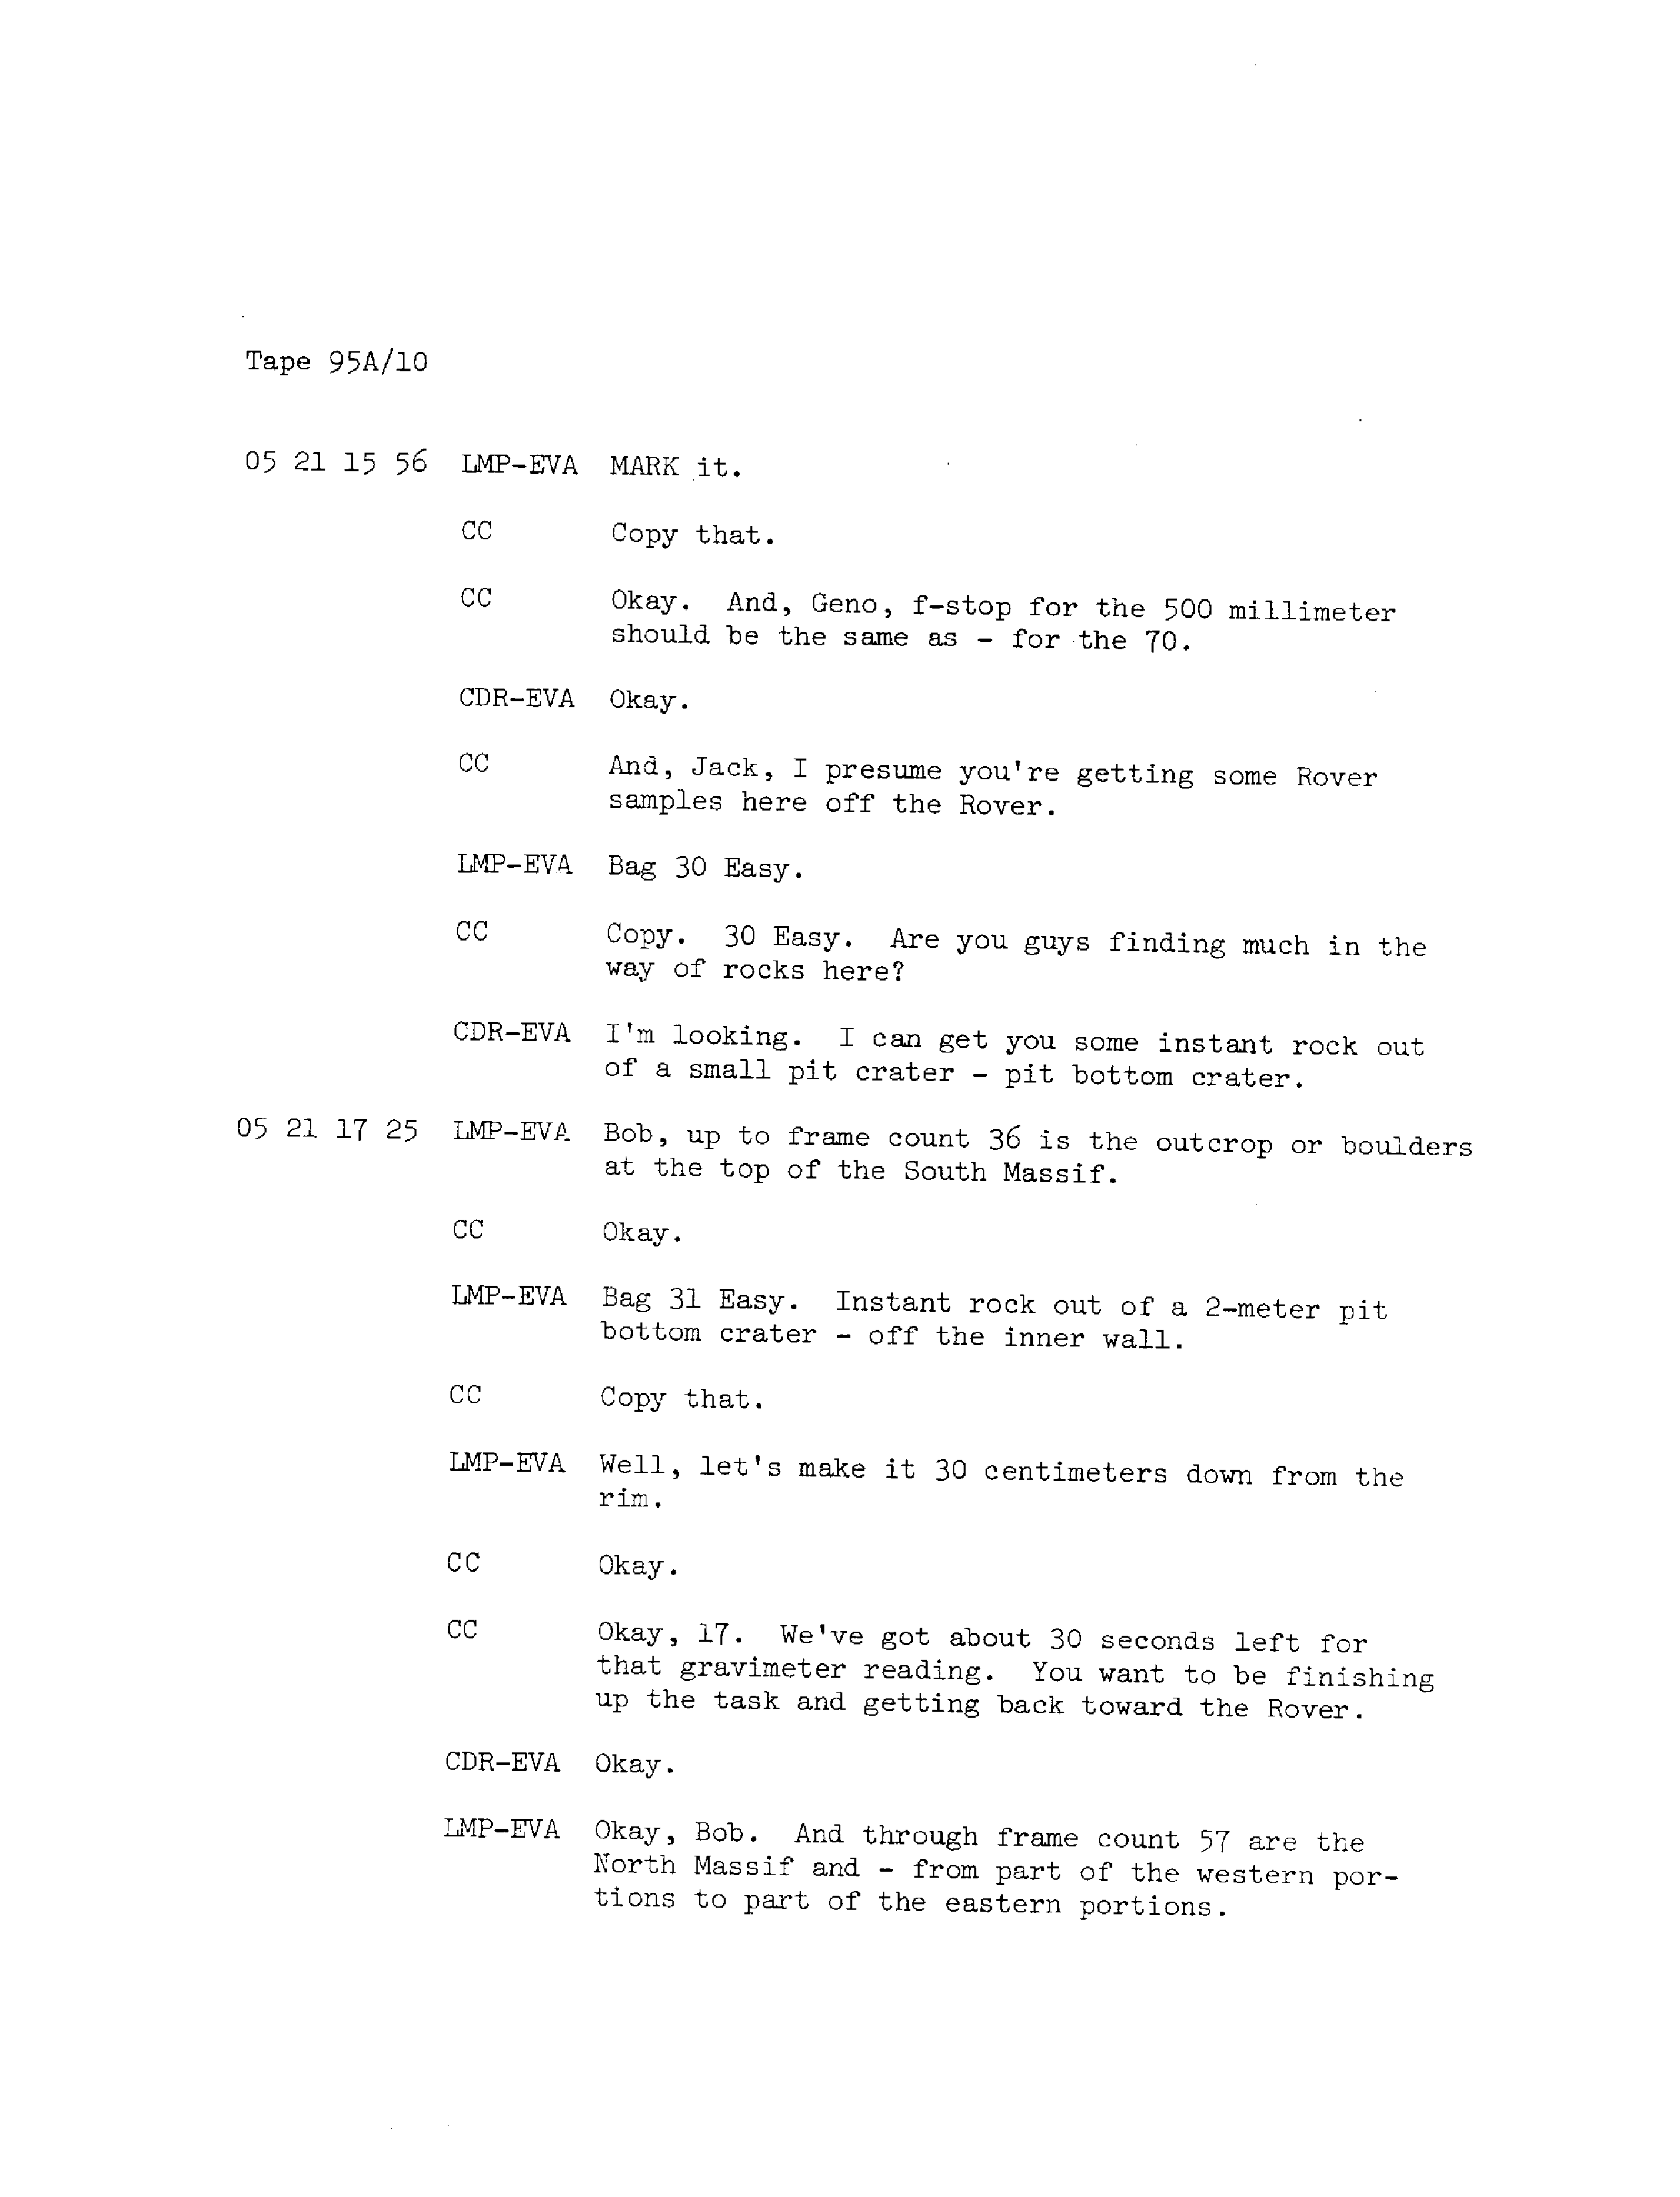 Tape 95A/10
05 21 15 56 LMP-EVA MARK it.
CC Copy that.
CC Okay. And, Geno, f-stop for the 500 millimeter
should be the same as - for the 70.
CDR-EVA Okay.
CC And, Jack, I presume you're getting some Rover
samples here off the Rover.
LMP-EVA Bag 30 Easy.
CC Copy. 30 Easy. Are you guys finding much in the
way of rocks here?
CDR-EVA I'm looking. I can get you some instant rock out
of a small pit crater - pit bottom crater.
05 21 17 25 LMP-EVA Bob, up to frame count 36 is the outcrop or boulders
at the top of the South Massif.
CC Okay.
LMP-EVA Bag 31 Easy. Instant rock out of a 2-meter pit
bottom crater - off the inner wall.
CC Copy that.
LMP-EVA Well, let's make it 30 centimeters down from the
rim.
CC Okay.
CC Okay, 17. We've got about 30 seconds left for
that gravimeter reading. You want to be finishing
up the task and getting back toward the Rover.
CDR-EVA Okay.
LMP-EVA Okay, Bob. And through frame count 57 are the
North Massif and - from part of the western por-
tions to part of the eastern portions.